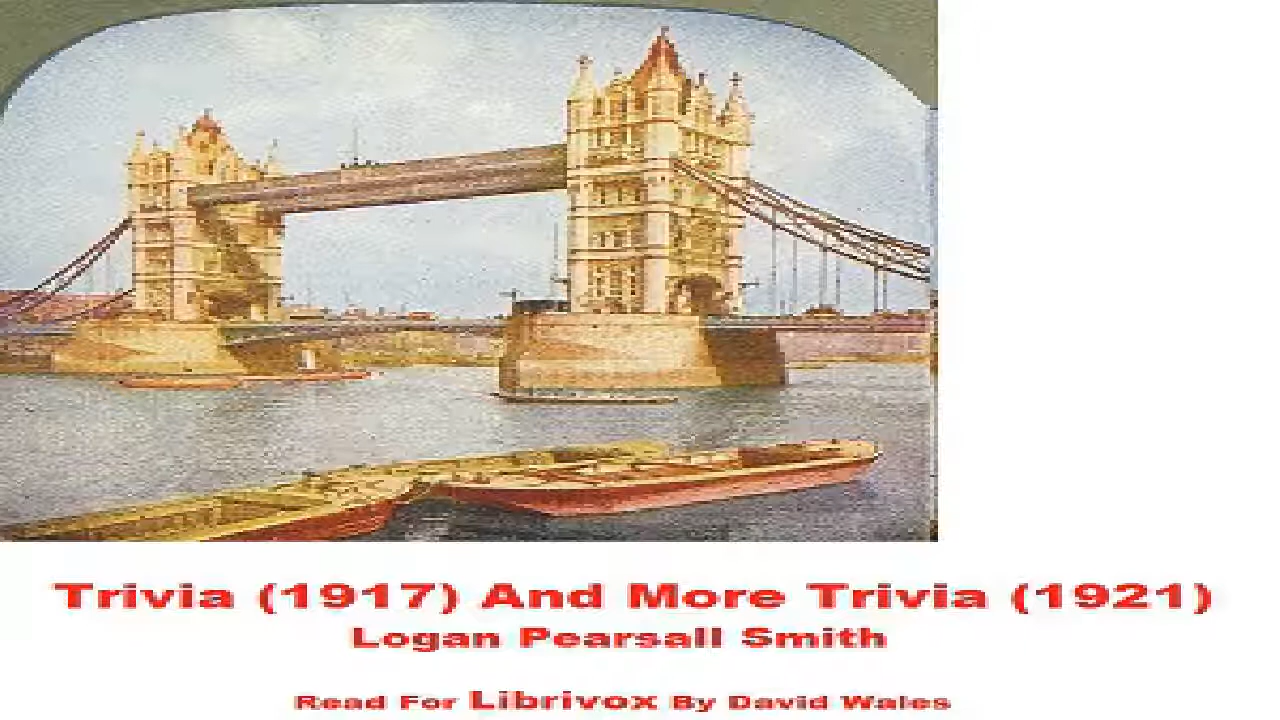 Trivia (1917) And More Trivia (1921)
Logan Pearsall Smith
Read For Librivox By David Wales